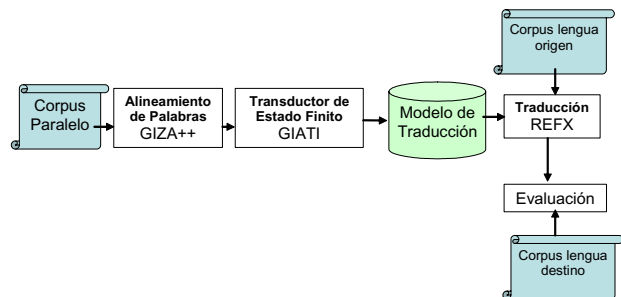 Corpus lengua
origen
Corpus
Paralelo
Alineamiento
de Palabras
GIZA++
Transductor de
Estado Finito
GIATI
Modelo de
Traducción
Traducción
REFX
Evaluación
Corpus lengua
destino